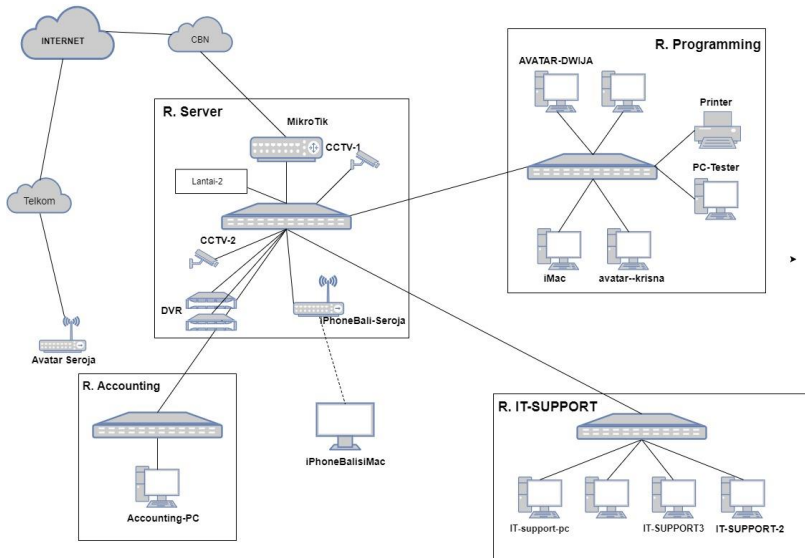 INTERNET
CBN
R. Programming
AVATAR-DWIJA
Printer
PC-Tester
iMac
avatar--krisna
R. Server
MikroTik
CCTV-1
Lantai-2
CCTV-2
DVR
iPhoneBali-Seroja
Telkom
Avatar Seroja
R. Accounting
Accounting-PC
iPhoneBalisiMac
R. IT-SUPPORT
IT-support-pc
IT-SUPPORT3
IT-SUPPORT-2